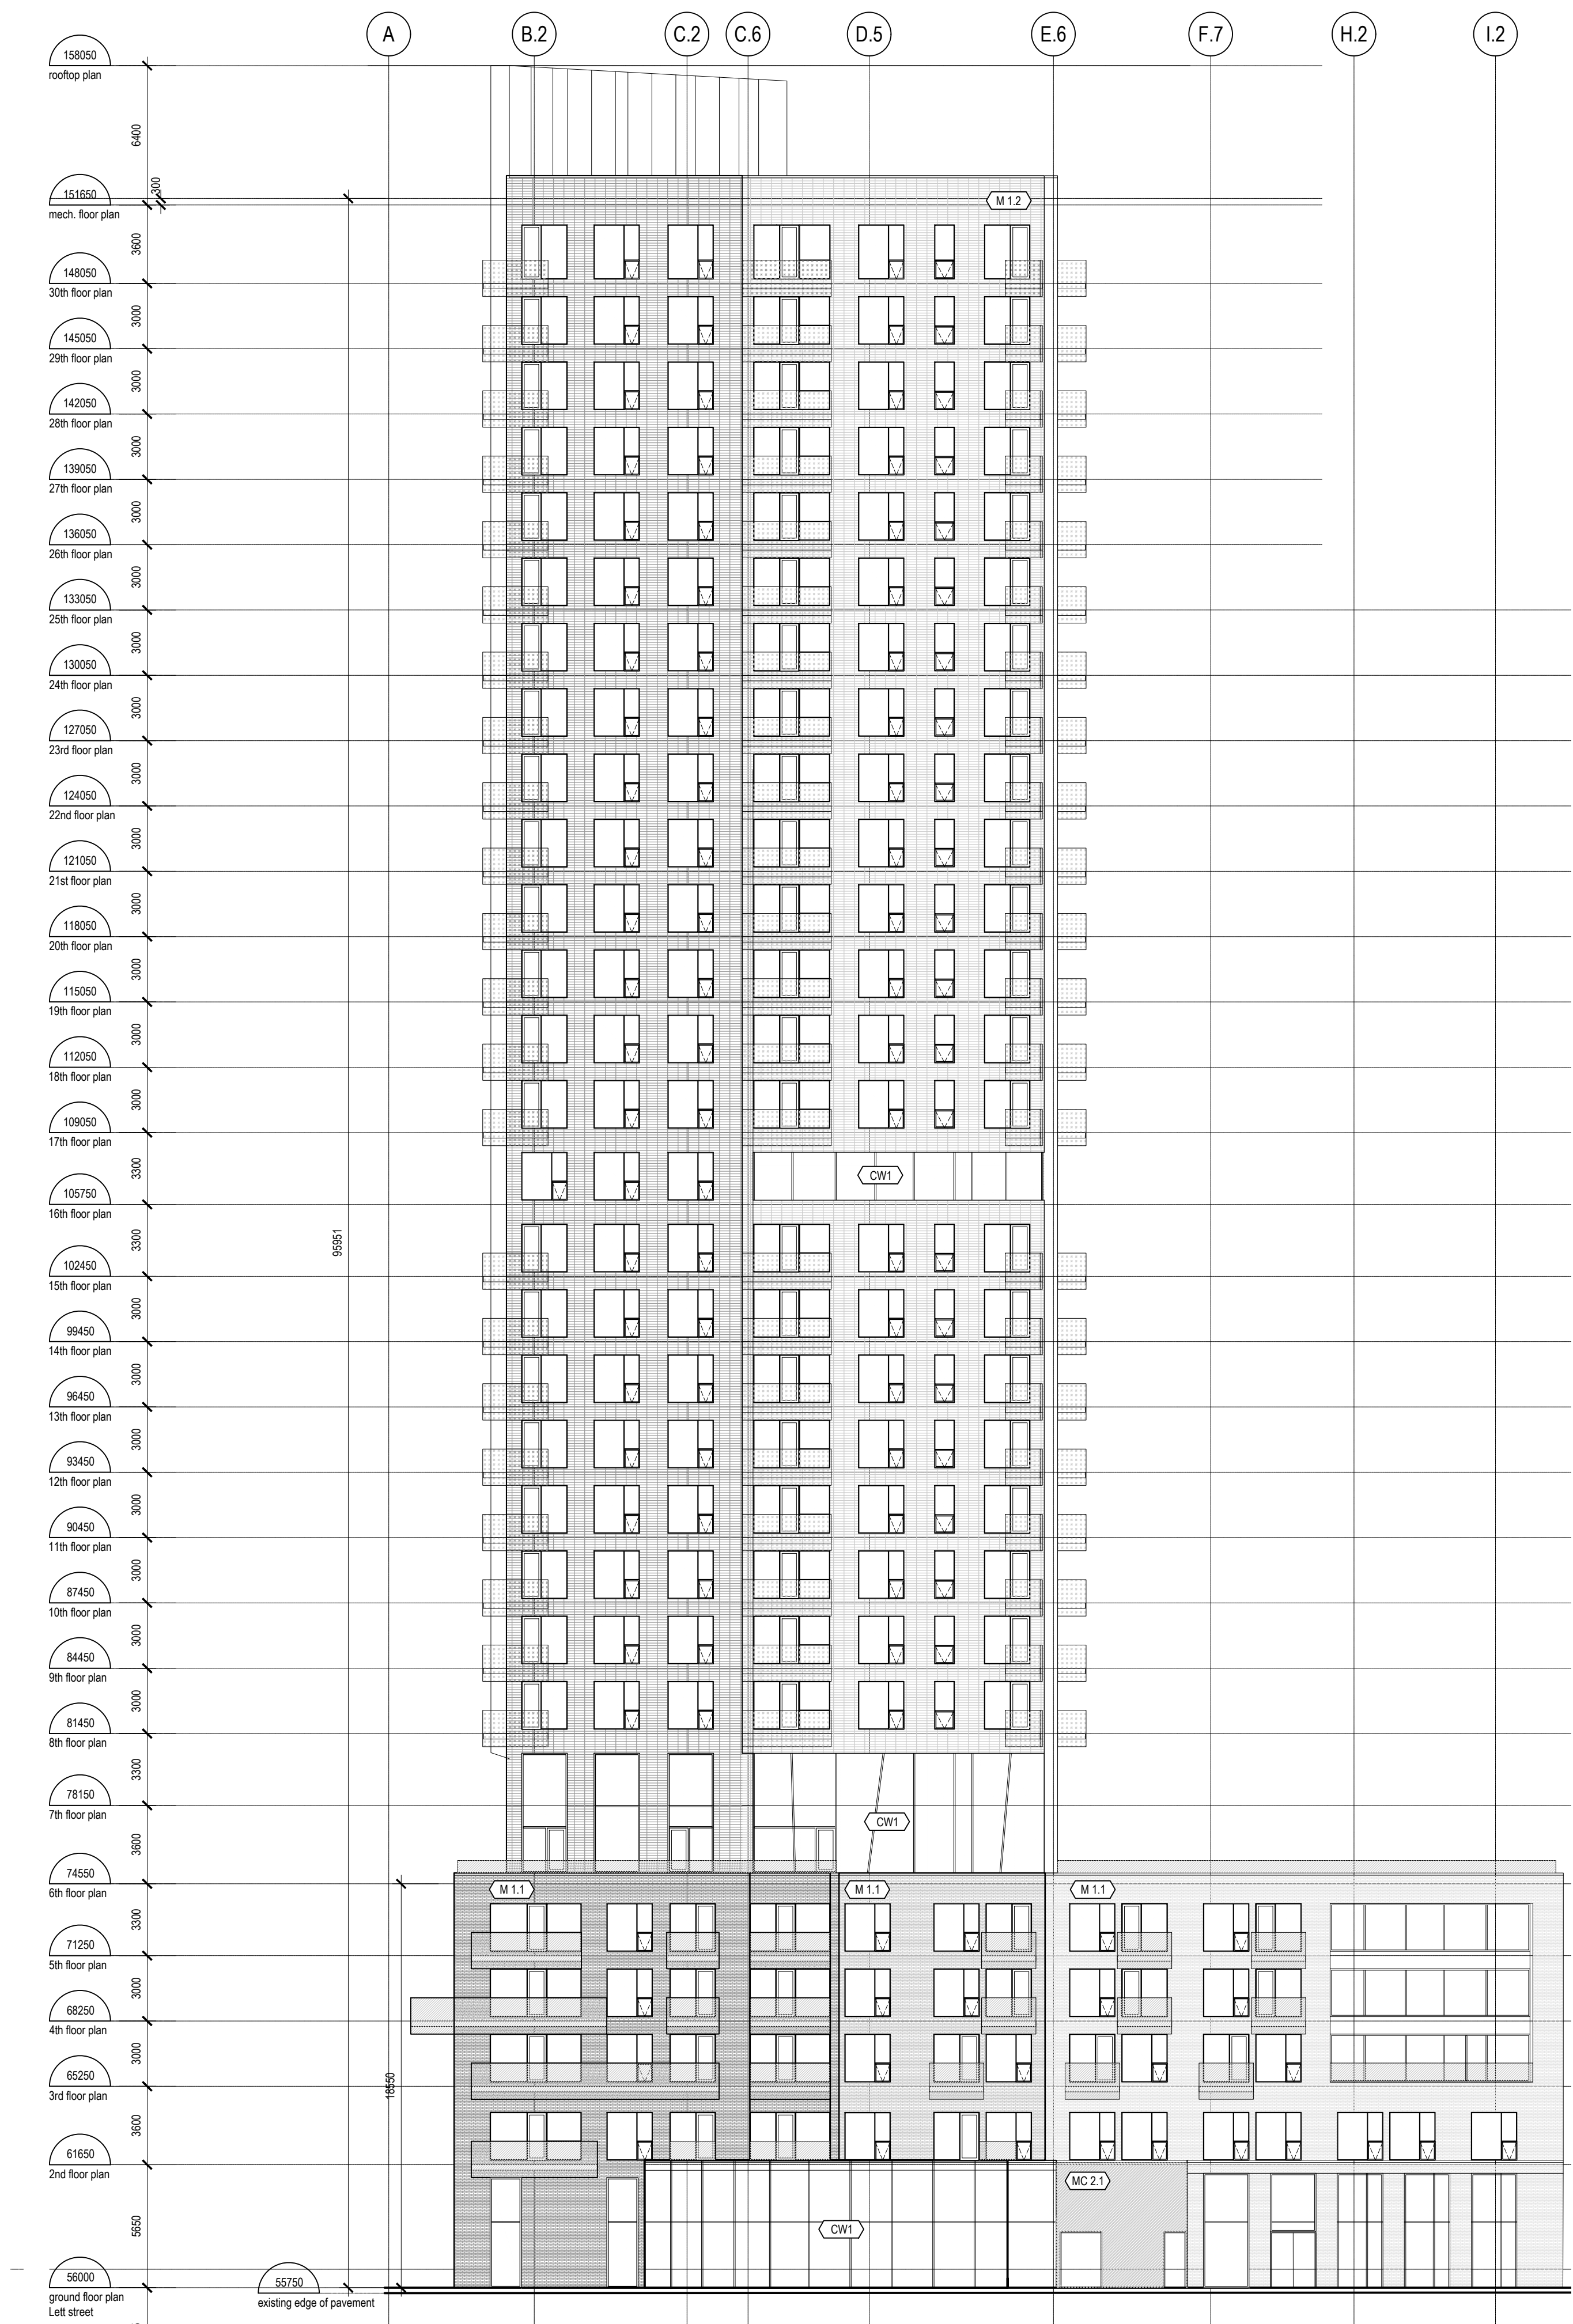 A B.2 C.2 C.6 D.5 E.6 F.7 H.2 I.2
158050
rooftop plan
6400
151650
300
mech. floor plan
M 1.2
3600
148050
30th floor plan
3000
145050
29th floor plan
3000
142050
28th floor plan
3000
139050
27th floor plan
3000
136050
26th floor plan
3000
133050
25th floor plan
3000
130050
24th floor plan
3000
127050
23rd floor plan
3000
124050
22nd floor plan
3000
121050
21st floor plan
3000
118050
20th floor plan
3000
115050
19th floor plan
3000
112050
18th floor plan
3000
109050
17th floor plan
3300
CW1
105750
16th floor plan
3300
95951
102450
15th floor plan
3000
99450
14th floor plan
3000
96450
13th floor plan
3000
93450
12th floor plan
3000
90450
11th floor plan
3000
87450
10th floor plan
3000
84450
9th floor plan
3000
81450
8th floor plan
3300
78150
7th floor plan
CW1
3600
74550
6th floor plan
M 1.1 M 1.1 M 1.1
3300
71250
5th floor plan
3000
68250
4th floor plan
3000
65250
18550
3rd floor plan
3600
61650
2nd floor plan
MC 2.1
5650
CW1
56000
ground floor plan
Lett street
55750
existing edge of pavement